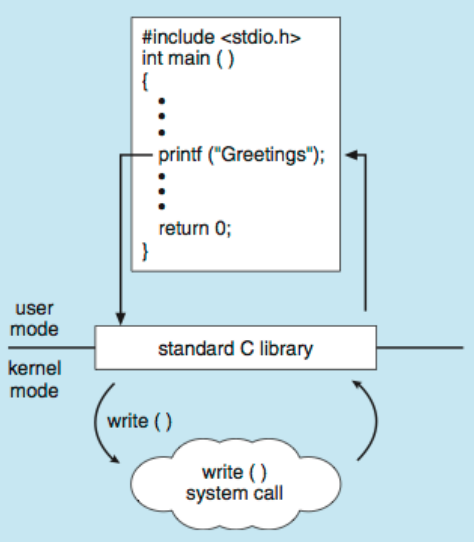 #include <stdio.h>
int main ( )
{
•
•
•
printf ("Greetings");
•
•
•
return 0;
}
user
mode
standard C library
kernel
mode
write ( )
write ( )
system call